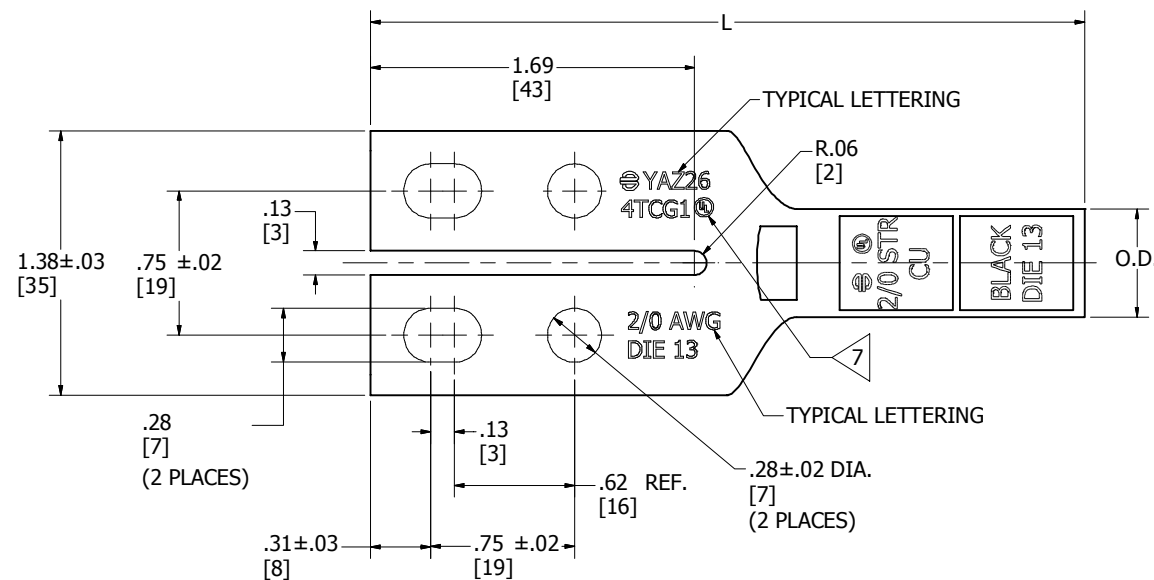 L
1.69
[43]
TYPICAL LETTERING
R.06
[2]
YAZ26
4TCG1 UL
.13
[3]
1.38±.03
[35]
.75 ±.02
[19]
UL
2/0 STR
CU
BLACK
DIE 13
O.D.
2/0 AWG
DIE 13
7
TYPICAL LETTERING
.28
[7]
(2 PLACES)
.13
[3]
.62 REF.
[16]
.28±.02 DIA.
[7]
(2 PLACES)
.31±.03
[8]
.75 ±.02
[19]